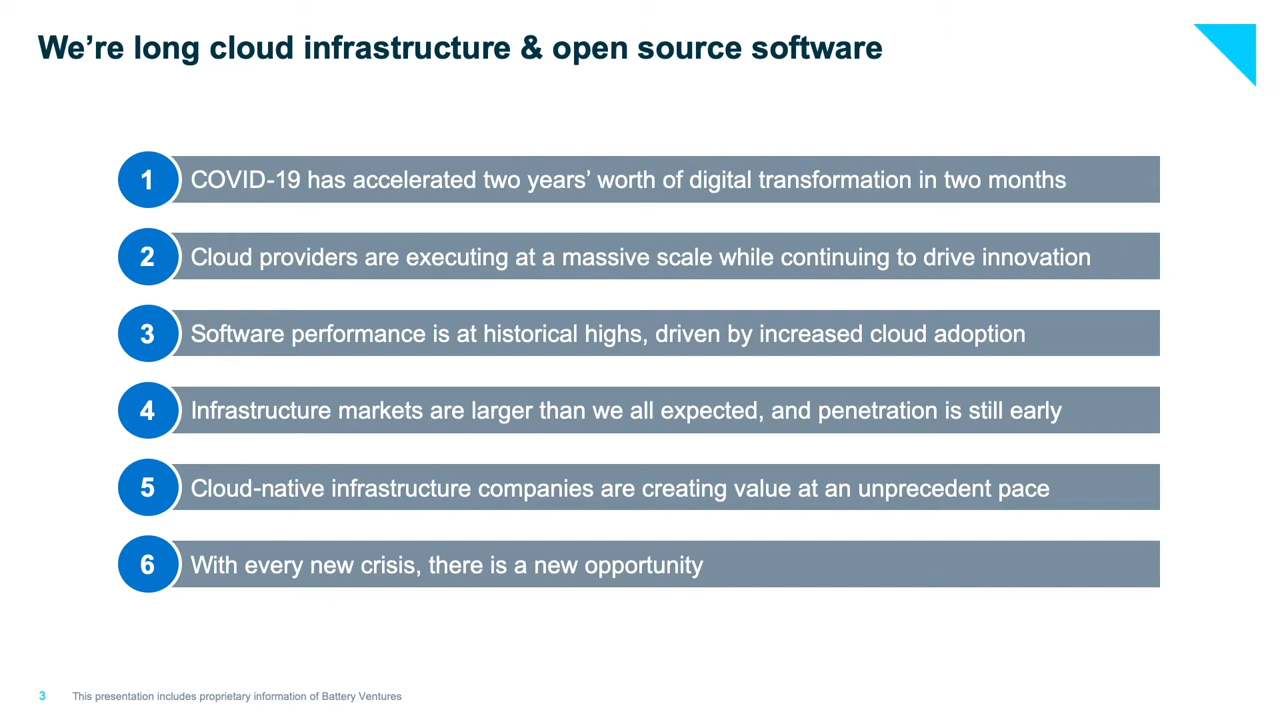 We’re long cloud infrastructure & open source software
1 COVID-19 has accelerated two years’ worth of digital transformation in two months
2 Cloud providers are executing at a massive scale while continuing to drive innovation
3 Software performance is at historical highs, driven by increased cloud adoption
4 Infrastructure markets are larger than we all expected, and penetration is still early
5 Cloud-native infrastructure companies are creating value at an unprecedent pace
6 With every new crisis, there is a new opportunity
3 This presentation includes proprietary information of Battery Ventures